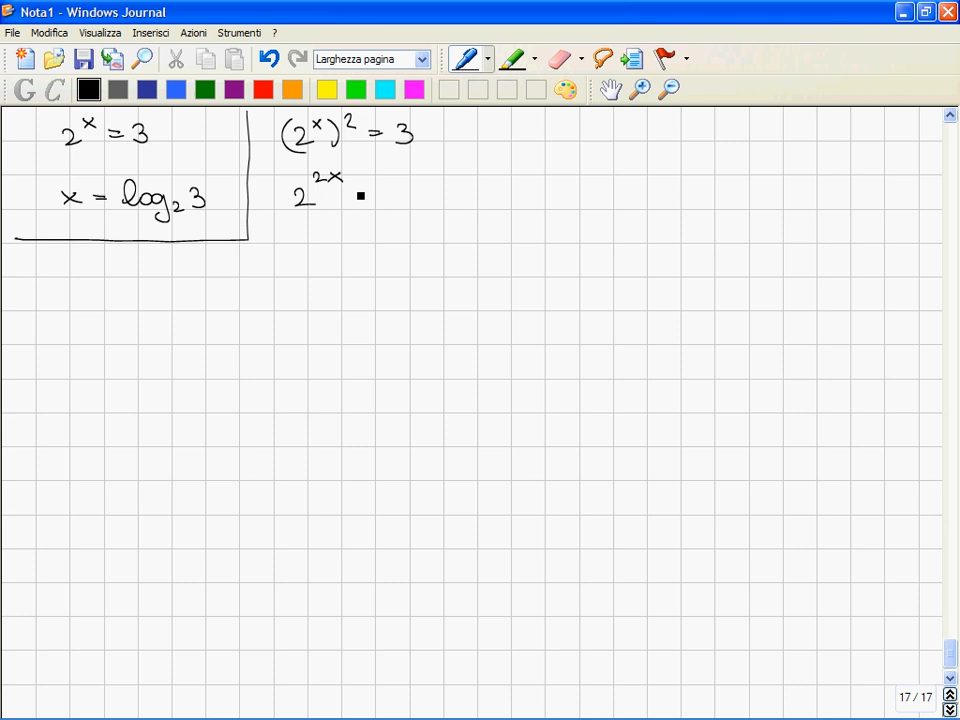 Nota1 - Windows Journal
File Modifica Visualizza Inserisci Azioni Strumenti ?
Larghezza pagina
G C
2^x = 3
x = log₂ 3
(2^x)^2 = 3
2^{2x}
17 / 17